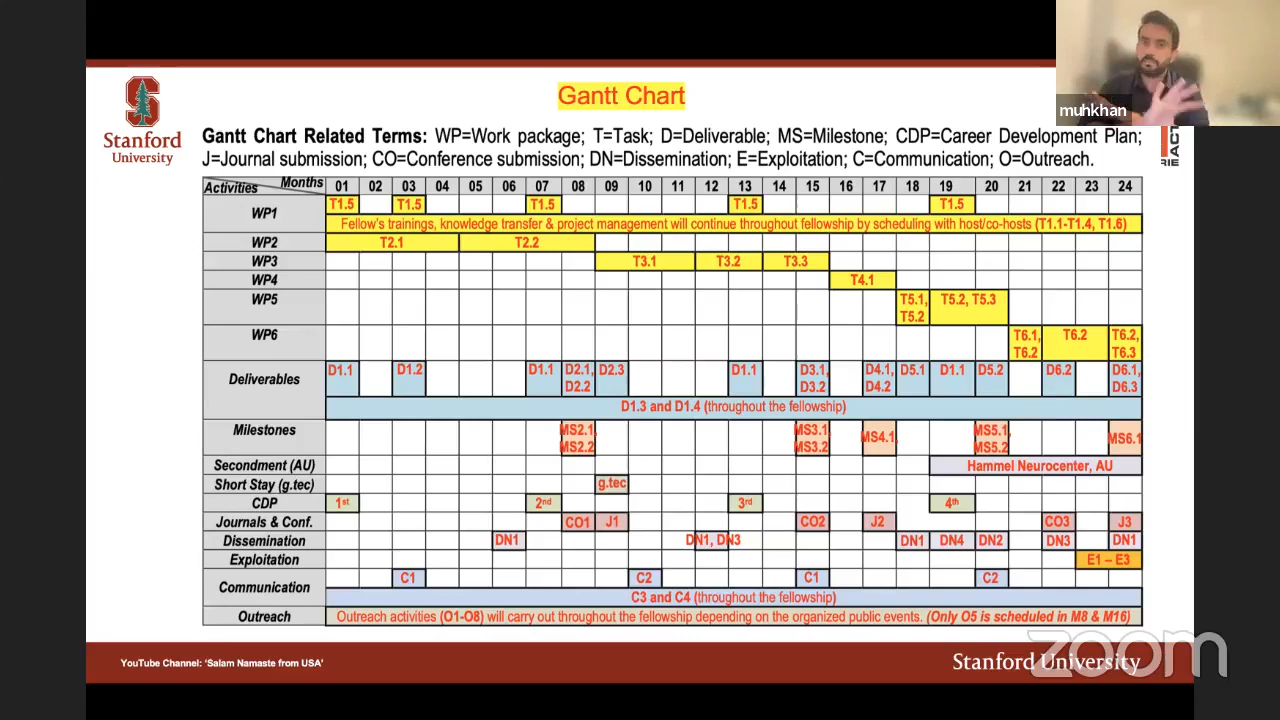 muhkhan
Stanford
University
Gantt Chart
RIE ACT
Gantt Chart Related Terms: WP=Work package; T=Task; D=Deliverable; MS=Milestone; CDP=Career Development Plan;
J=Journal submission; CO=Conference submission; DN=Dissemination; E=Exploitation; C=Communication; O=Outreach.
Activities Months 01 02 03 04 05 06 07 08 09 10 11 12 13 14 15 16 17 18 19 20 21 22 23 24
WP1 T1.5 T1.5 T1.5 T1.5 T1.5
Fellow's trainings, knowledge transfer & project management will continue throughout fellowship by scheduling with host/co-hosts (T1.1-T1.4, T1.6)
WP2 T2.1 T2.2
WP3 T3.1 T3.2 T3.3
WP4 T4.1
WP5 T5.1, T5.2, T5.3
T5.2
WP6 T6.1, T6.2 T6.2,
T6.2 T6.3
Deliverables D1.1 D1.2 D1.1 D2.1, D2.3 D1.1 D3.1, D4.1, D5.1 D1.1 D5.2 D6.2 D6.1,
D2.2 D3.2 D4.2 D6.3
D1.3 and D1.4 (throughout the fellowship)
Milestones MS2.1, MS3.1, MS4.1, MS5.1, MS6.1
MS2.2 MS3.2 MS5.2
Secondment (AU) Hammel Neurocenter, AU
Short Stay (g.tec) g.tec
CDP 1st 2nd 3rd 4th
Journals & Conf. CO1 J1 CO2 J2 CO3 J3
Dissemination DN1 DN1, DN3 DN1 DN4 DN2 DN3 DN1
Exploitation E1 – E3
Communication C1 C2 C1 C2
C3 and C4 (throughout the fellowship)
Outreach Outreach activities (O1-O8) will carry out throughout the fellowship depending on the organized public events. (Only O5 is scheduled in M8 & M16)
YouTube Channel: 'Salam Namaste from USA'
Stanford University
zoom